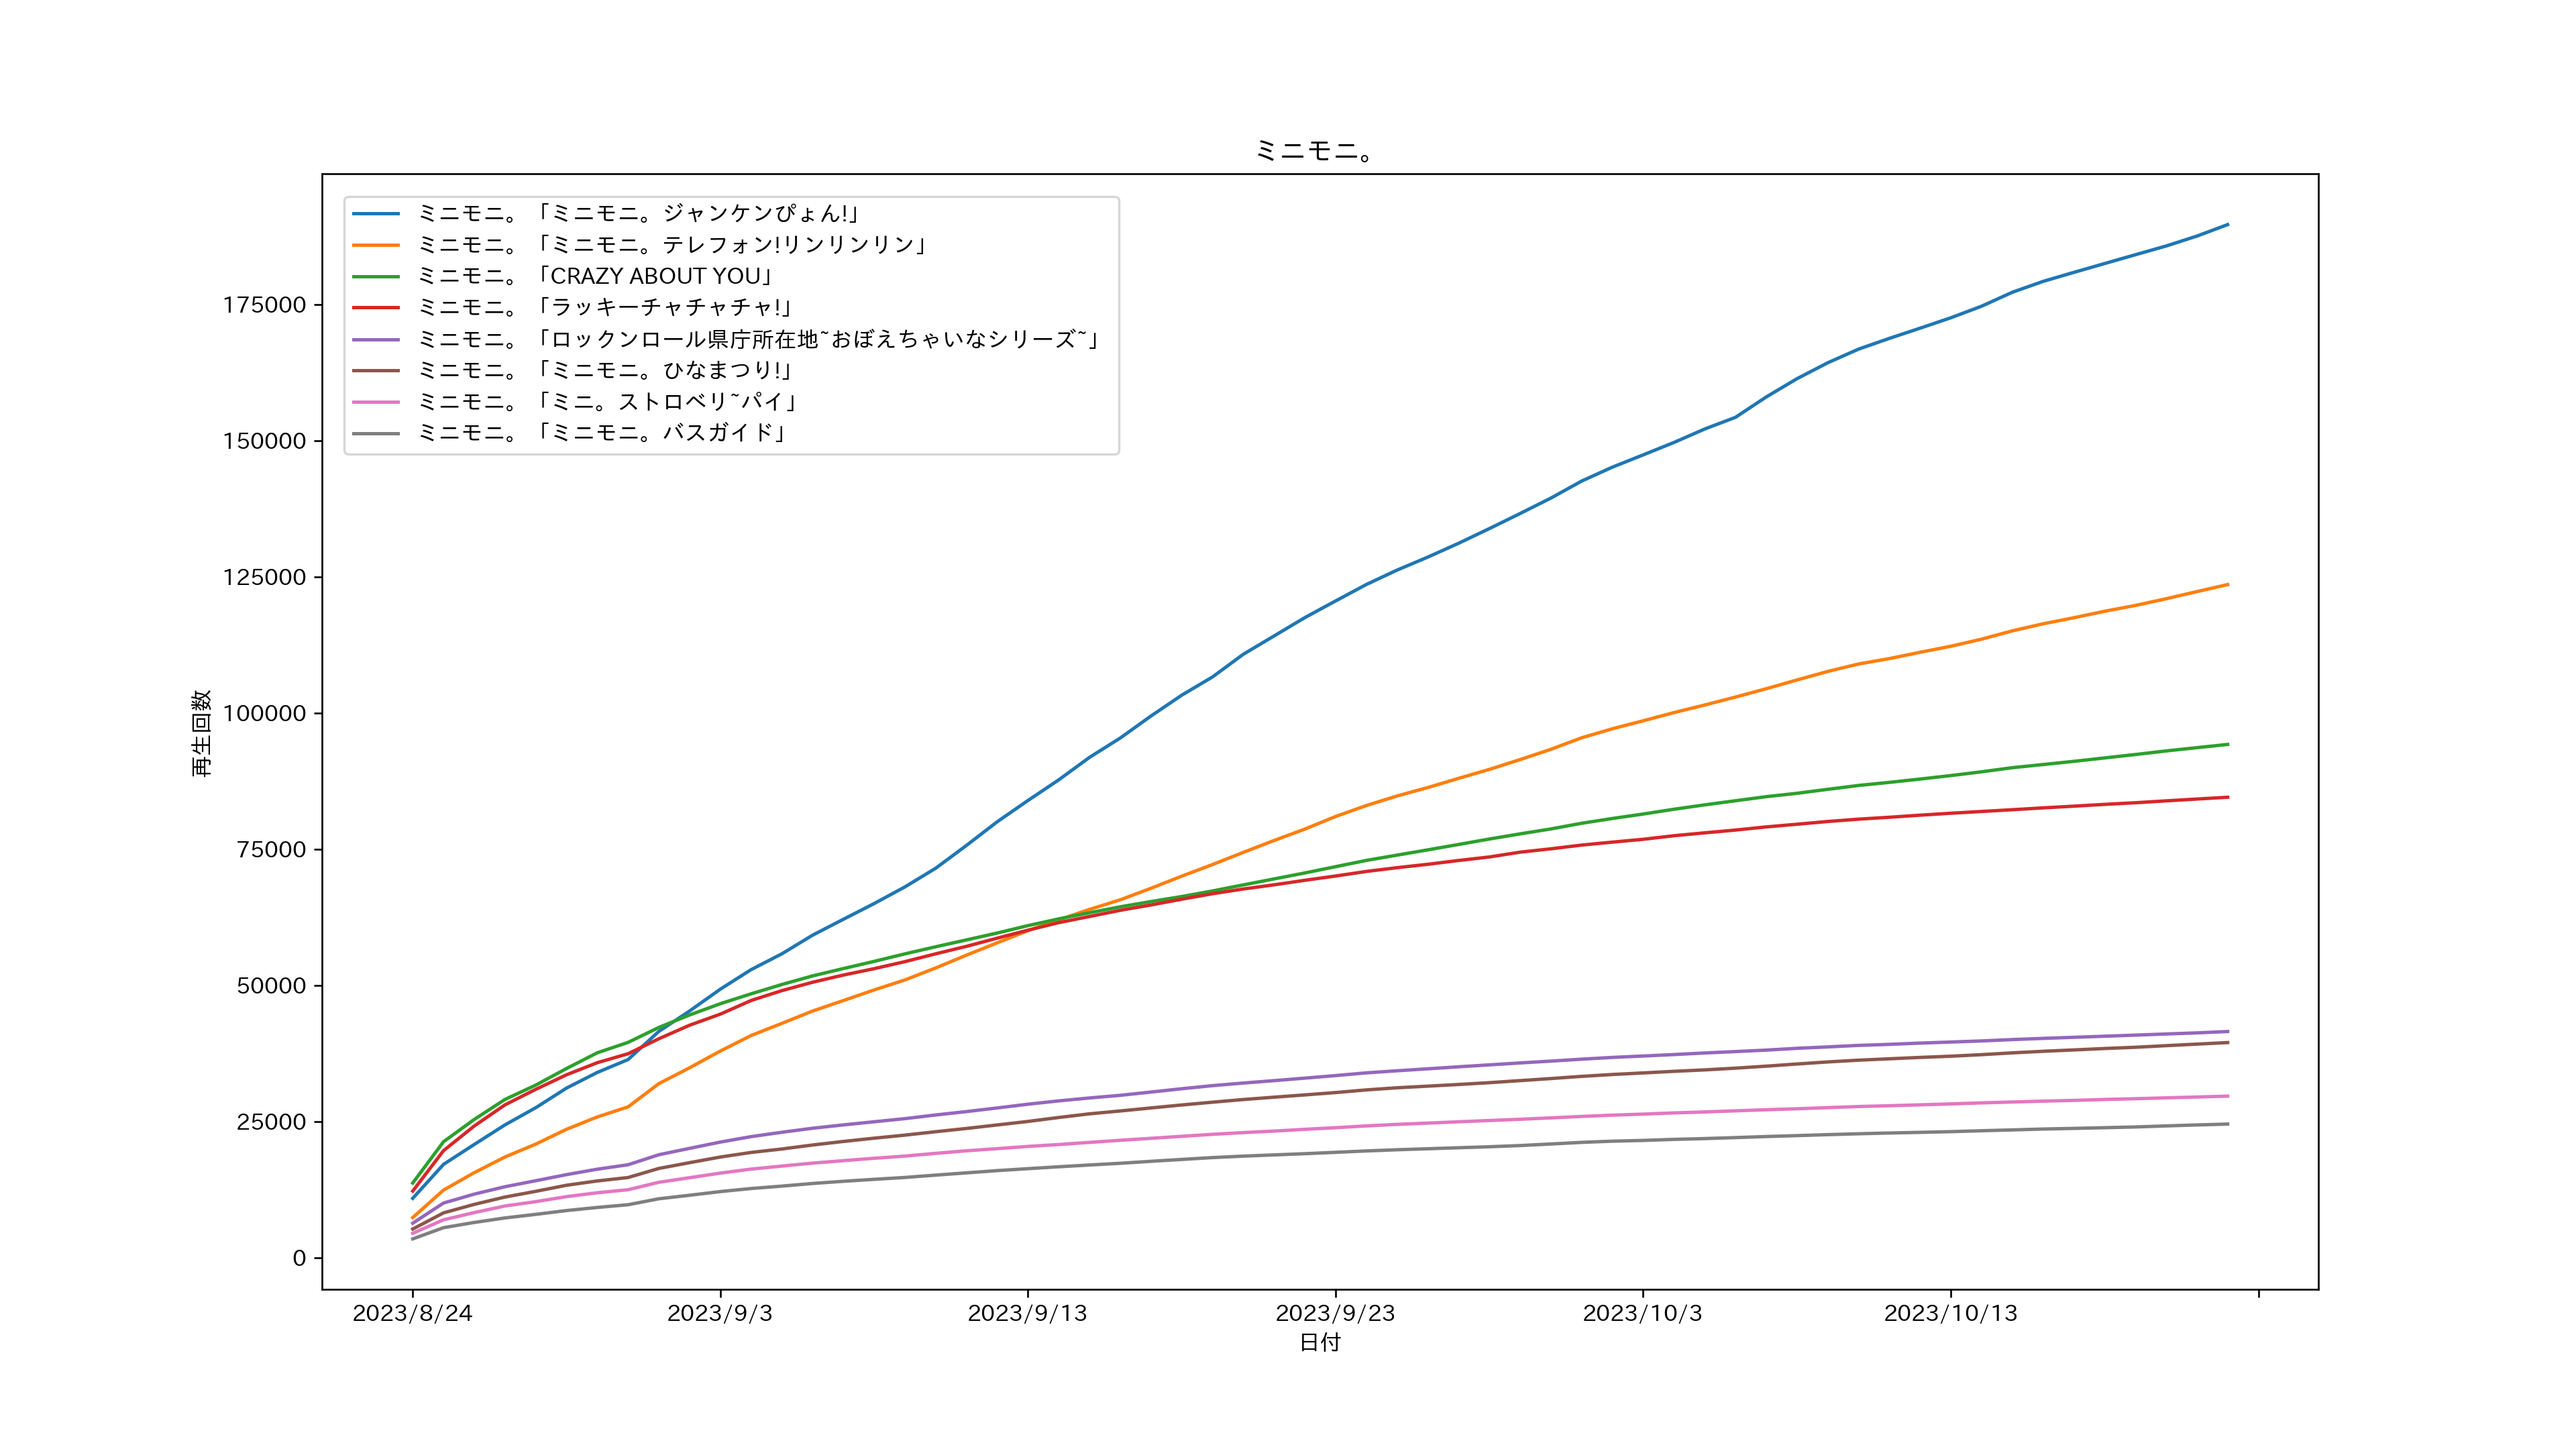 ミニモニ。
ミニモニ。「ミニモニ。ジャンケンぴょん!」
ミニモニ。「ミニモニ。テレフォン!リンリンリン」
ミニモニ。「CRAZY ABOUT YOU」
ミニモニ。「ラッキーチャチャチャ!」
ミニモニ。「ロックンロール県庁所在地~おぼえちゃいなシリーズ~」
ミニモニ。「ミニモニ。ひなまつり!」
ミニモニ。「ミニ。ストロベリ~パイ」
ミニモニ。「ミニモニ。バスガイド」
175000
150000
125000
100000
75000
50000
25000
0
再生回数
2023/8/24
2023/9/3
2023/9/13
2023/9/23
2023/10/3
2023/10/13
日付